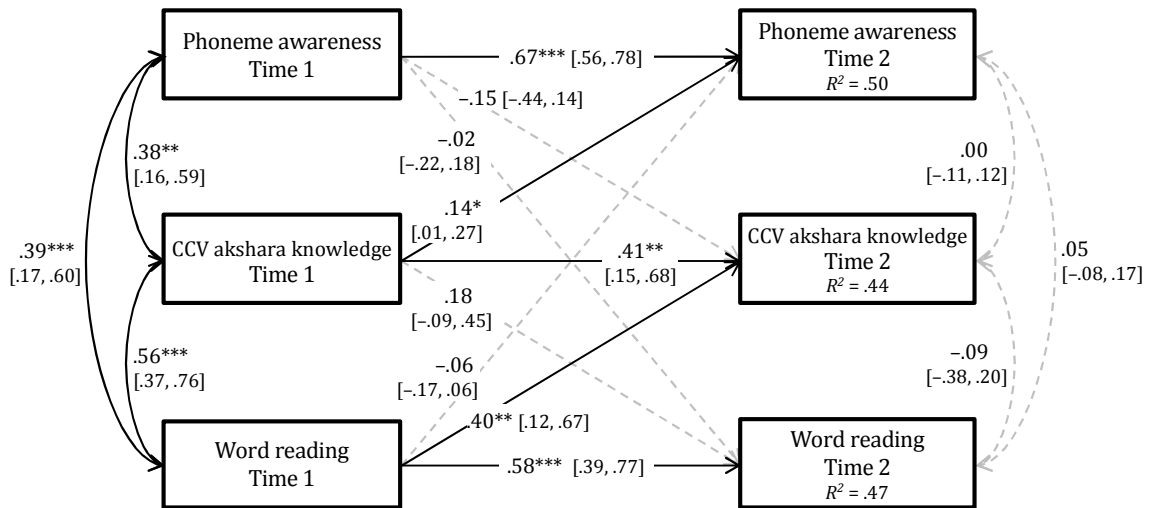 Phoneme awareness
Time 1
Phoneme awareness
Time 2
R² = .50
.67*** [.56, .78]
–.15 [–.44, .14]
–.02
[–.22, .18]
.38**
[.16, .59]
.00
[–.11, .12]
.14*
[.01, .27]
.39***
[.17, .60]
CCV akshara knowledge
Time 1
.41**
[.15, .68]
CCV akshara knowledge
Time 2
R² = .44
.05
[–.08, .17]
.18
[–.09, .45]
.56***
[.37, .76]
–.06
[–.17, .06]
–.09
[–.38, .20]
.40** [.12, .67]
Word reading
Time 1
.58*** [.39, .77]
Word reading
Time 2
R² = .47